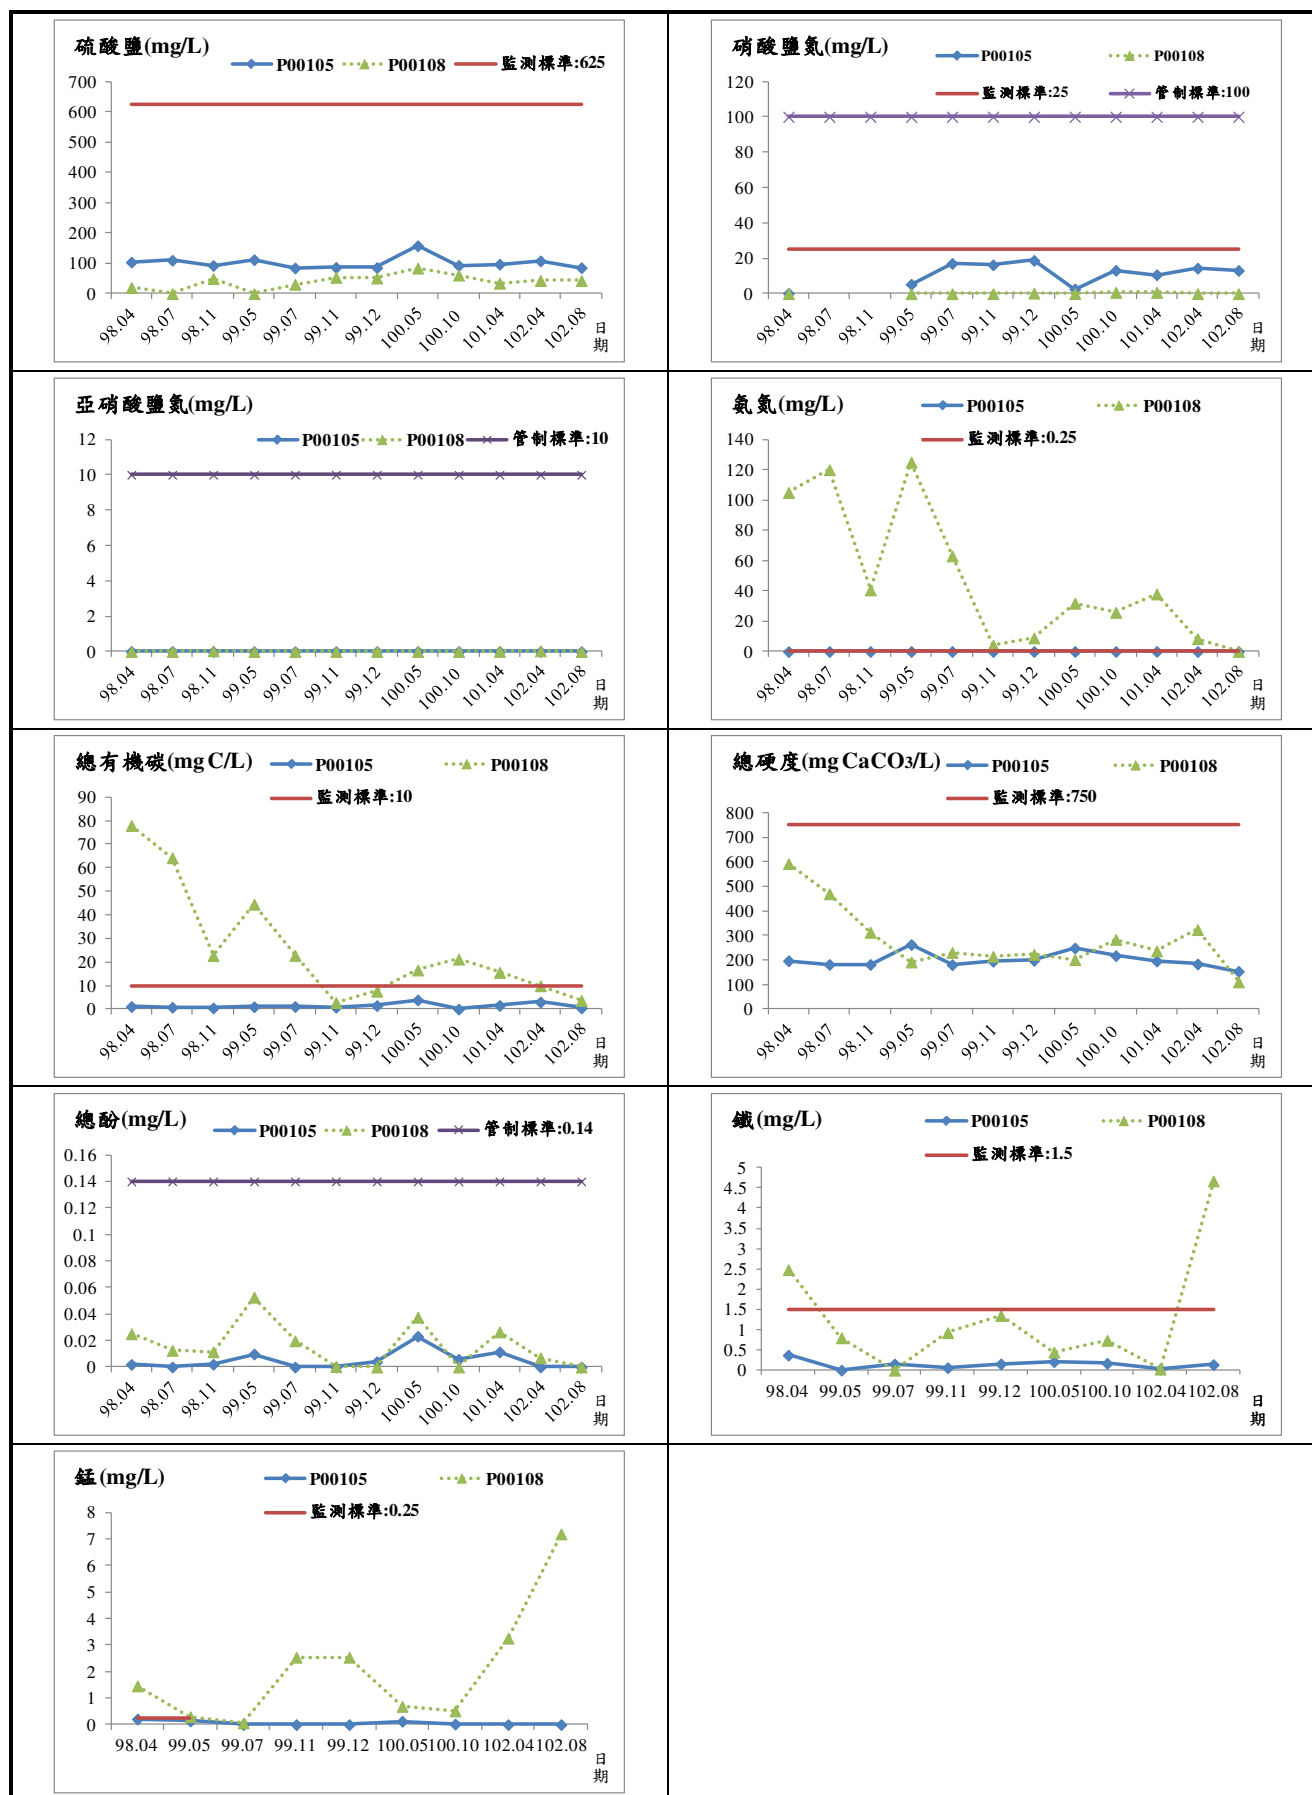 硫酸鹽(mg/L)
P00105 P00108 監測標準:625
700
600
500
400
300
200
100
0
98.04 98.07 98.11 99.05 99.07 99.11 99.12 100.05 100.10 101.04 102.04 102.08
日期
硝酸鹽氮(mg/L)
P00105 P00108
監測標準:25 管制標準:100
120
100
80
60
40
20
0
98.04 98.07 98.11 99.05 99.07 99.11 99.12 100.05 100.10 101.04 102.04 102.08
日期
亞硝酸鹽氮(mg/L)
P00105 P00108 管制標準:10
12
10
8
6
4
2
0
98.04 98.07 98.11 99.05 99.07 99.11 99.12 100.05 100.10 101.04 102.04 102.08
日期
氨氮(mg/L)
P00105 P00108
監測標準:0.25
140
120
100
80
60
40
20
0
98.04 98.07 98.11 99.05 99.07 99.11 99.12 100.05 100.10 101.04 102.04 102.08
日期
總有機碳(mg C/L)
P00105 P00108
監測標準:10
90
80
70
60
50
40
30
20
10
0
98.04 98.07 98.11 99.05 99.07 99.11 99.12 100.05 100.10 101.04 102.04 102.08
日期
總硬度(mg CaCO3/L)
P00105 P00108
監測標準:750
800
700
600
500
400
300
200
100
0
98.04 98.07 98.11 99.05 99.07 99.11 99.12 100.05 100.10 101.04 102.04 102.08
日期
總酚(mg/L)
P00105 P00108 管制標準:0.14
0.16
0.14
0.12
0.1
0.08
0.06
0.04
0.02
0
98.04 98.07 98.11 99.05 99.07 99.11 99.12 100.05 100.10 101.04 102.04 102.08
日期
鐵(mg/L)
P00105 P00108
監測標準:1.5
5
4.5
4
3.5
3
2.5
2
1.5
1
0.5
0
98.04 99.05 99.07 99.11 99.12 100.05 100.10 102.04 102.08
日期
錳(mg/L)
P00105 P00108
監測標準:0.25
8
7
6
5
4
3
2
1
0
98.04 99.05 99.07 99.11 99.12 100.05 100.10 102.04 102.08
日期